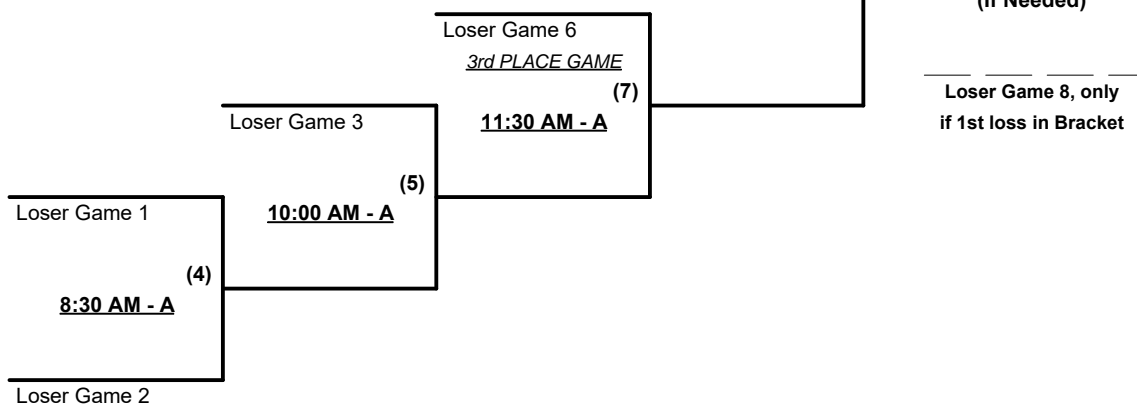 (If Needed)
Loser Game 6
3rd PLACE GAME
(7)
11:30 AM - A
Loser Game 8, only
if 1st loss in Bracket
Loser Game 3
(5)
10:00 AM - A
Loser Game 1
(4)
8:30 AM - A
Loser Game 2